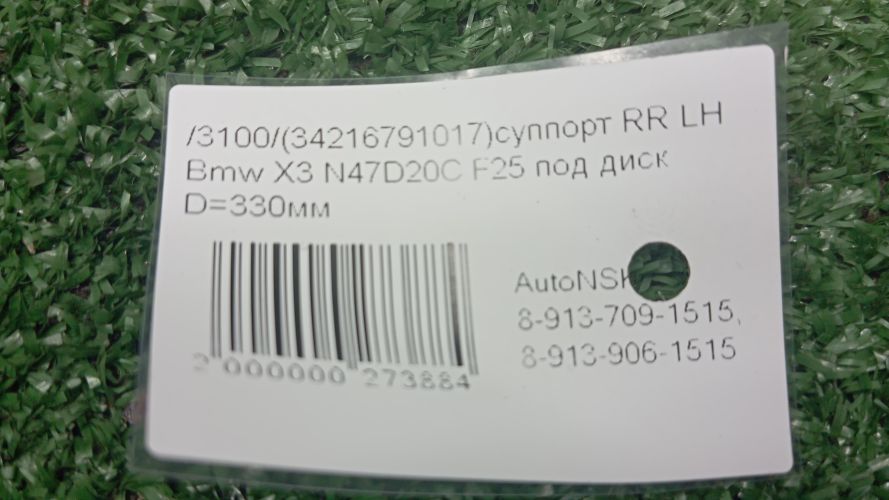 /3100/(34216791017)суппорт RR LH
Bmw X3 N47D20C F25 под диск
D=330мм
AutoNSK
8-913-709-1515,
8-913-906-1515
2 000000 273884